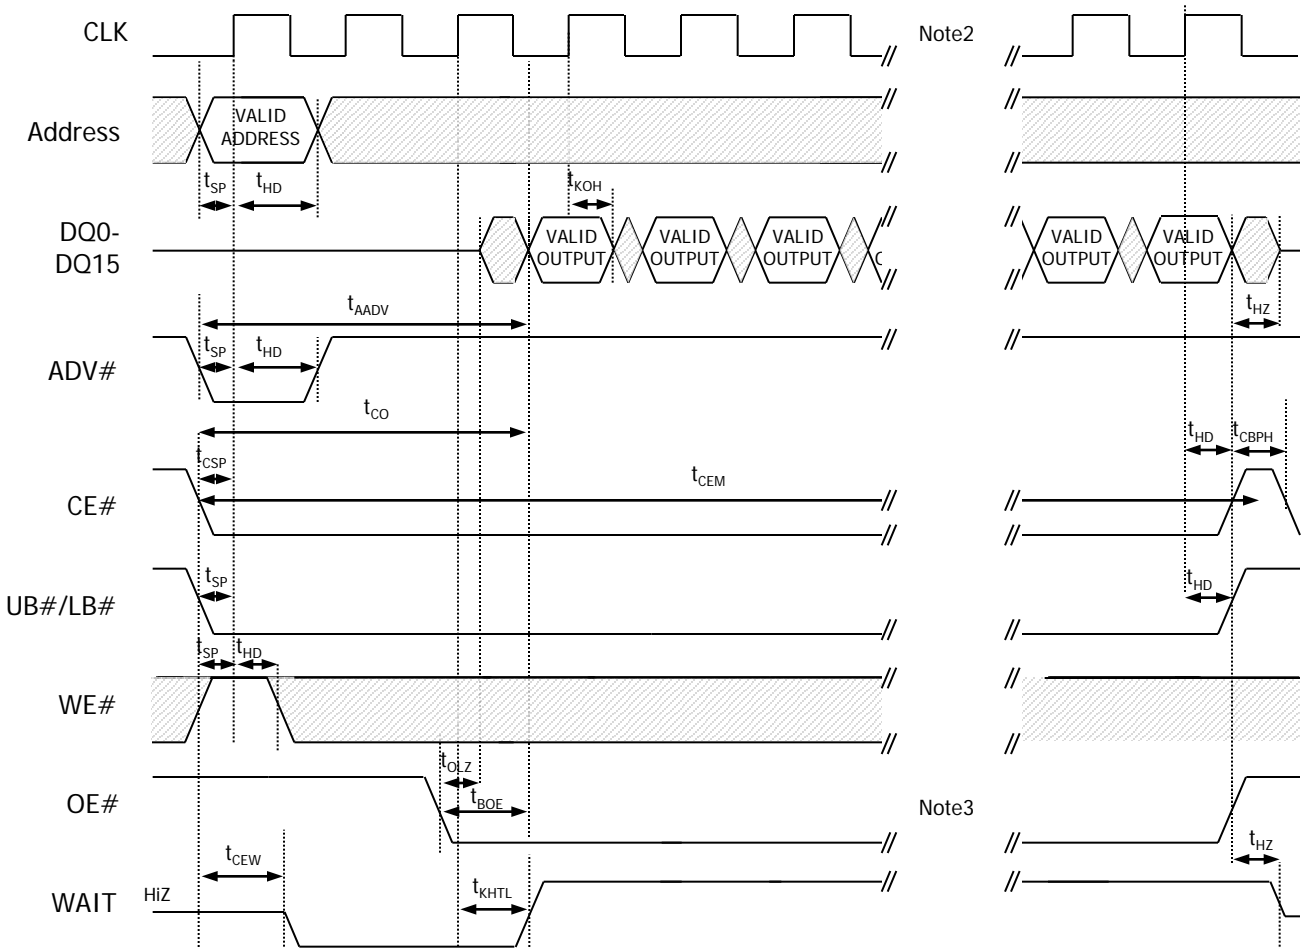 CLK
Note2
Address
VALID
ADDRESS
tSP
tHD
tKOH
DQ0-
DQ15
VALID
OUTPUT
VALID
OUTPUT
VALID
OUTPUT
VALID
OUTPUT
VALID
OUTPUT
tAADV
tHZ
ADV#
tSP
tHD
tCO
tHD
tCBPH
tCSP
CE#
tCEM
UB#/LB#
tSP
tHD
tSP
tHD
WE#
tOLZ
OE#
tBOE
Note3
tCEW
tHZ
WAIT
HiZ
tKHTL